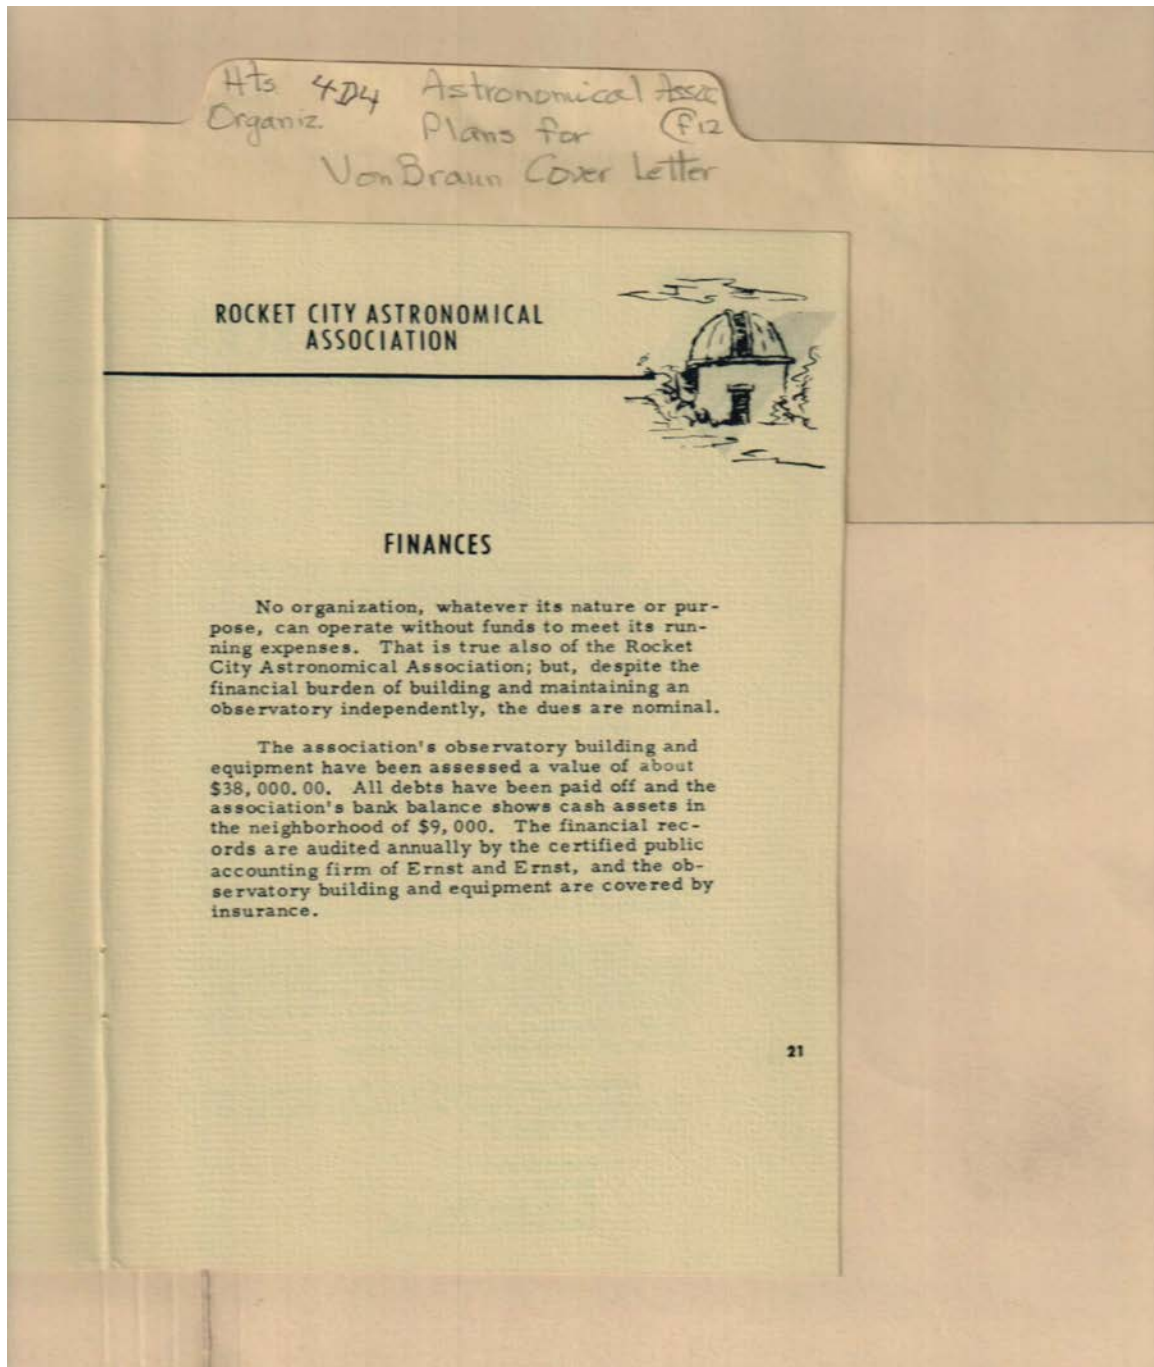 Hts 4D4 Astronomical Assoc
Organiz. Plans for F12
Von Braun Cover Letter
ROCKET CITY ASTRONOMICAL
ASSOCIATION
FINANCES
No organization, whatever its nature or pur-
pose, can operate without funds to meet its run-
ning expenses. That is true also of the Rocket
City Astronomical Association; but, despite the
financial burden of building and maintaining an
observatory independently, the dues are nominal.
The association's observatory building and
equipment have been assessed a value of about
$38,000.00. All debts have been paid off and the
association's bank balance shows cash assets in
the neighborhood of $9,000. The financial rec-
ords are audited annually by the certified public
accounting firm of Ernst and Ernst, and the ob-
servatory building and equipment are covered by
insurance.
21